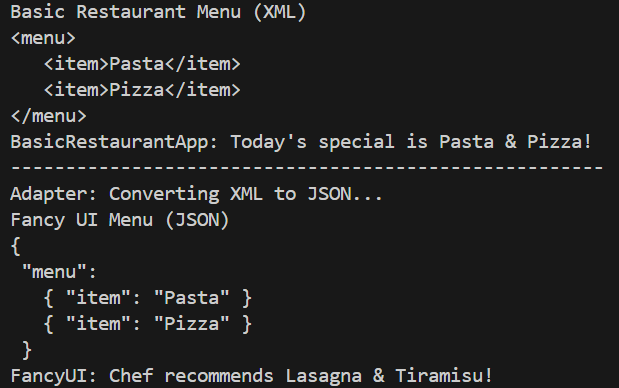 Basic Restaurant Menu (XML)
<menu>
   <item>Pasta</item>
   <item>Pizza</item>
</menu>
BasicRestaurantApp: Today's special is Pasta & Pizza!
------------------------------------------------------
Adapter: Converting XML to JSON...
Fancy UI Menu (JSON)
{
 "menu":
   { "item": "Pasta" }
   { "item": "Pizza" }
 }
FancyUI: Chef recommends Lasagna & Tiramisu!